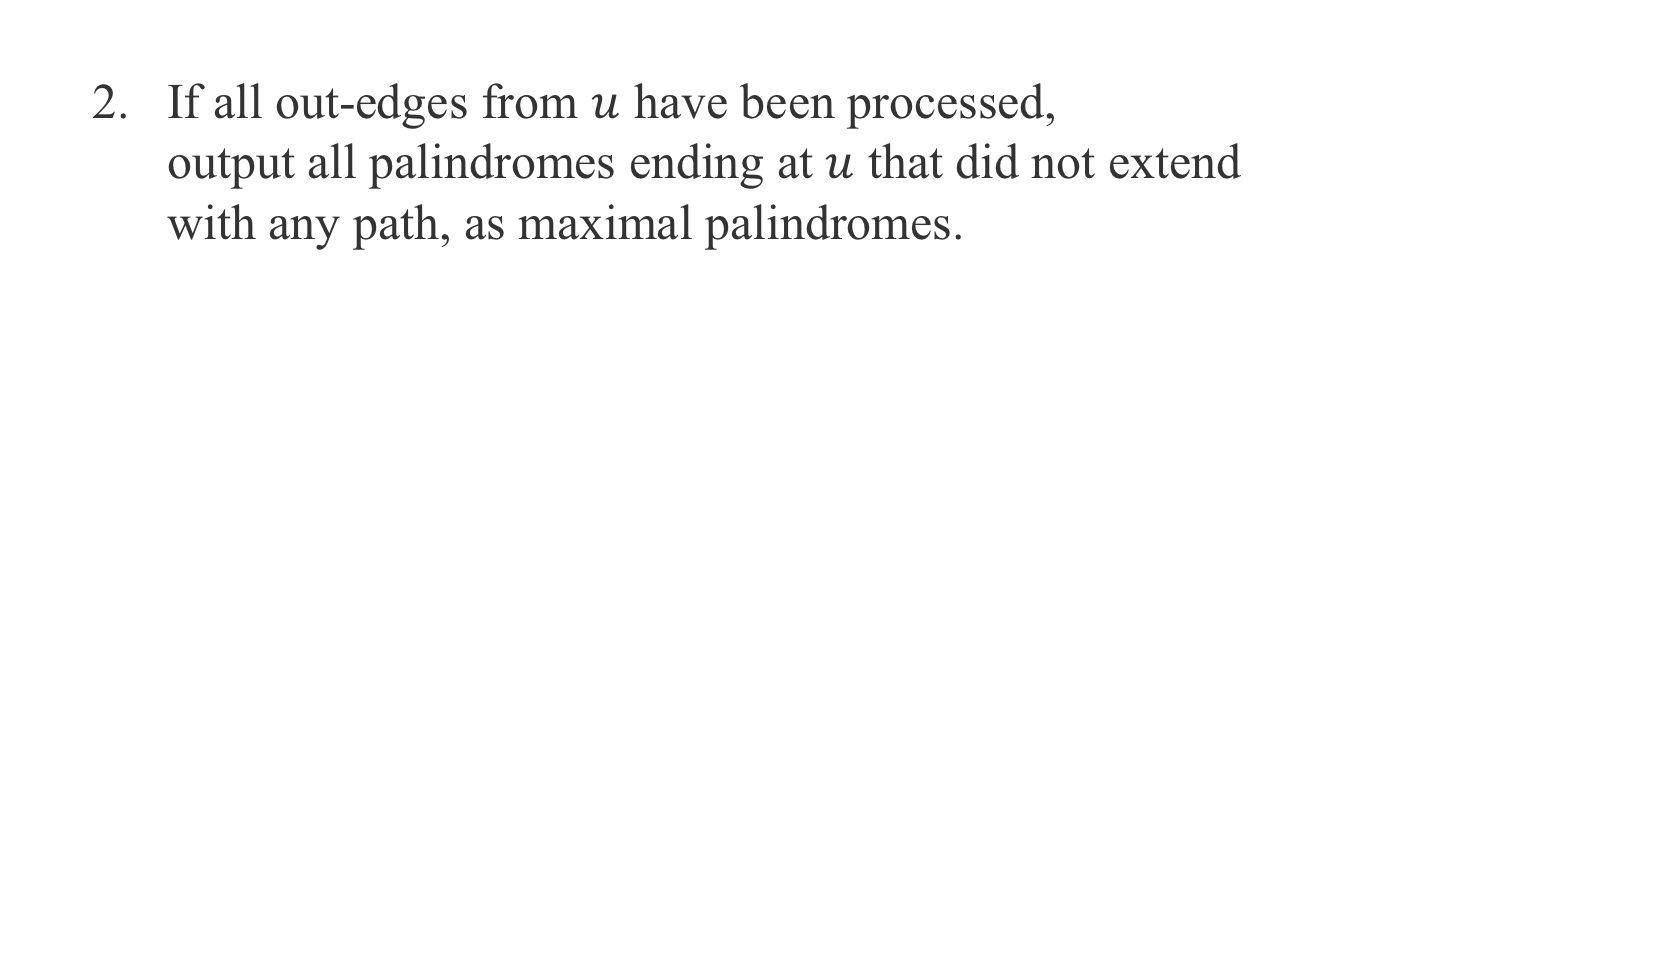 2. If all out-edges from u have been processed,
output all palindromes ending at u that did not extend
with any path, as maximal palindromes.